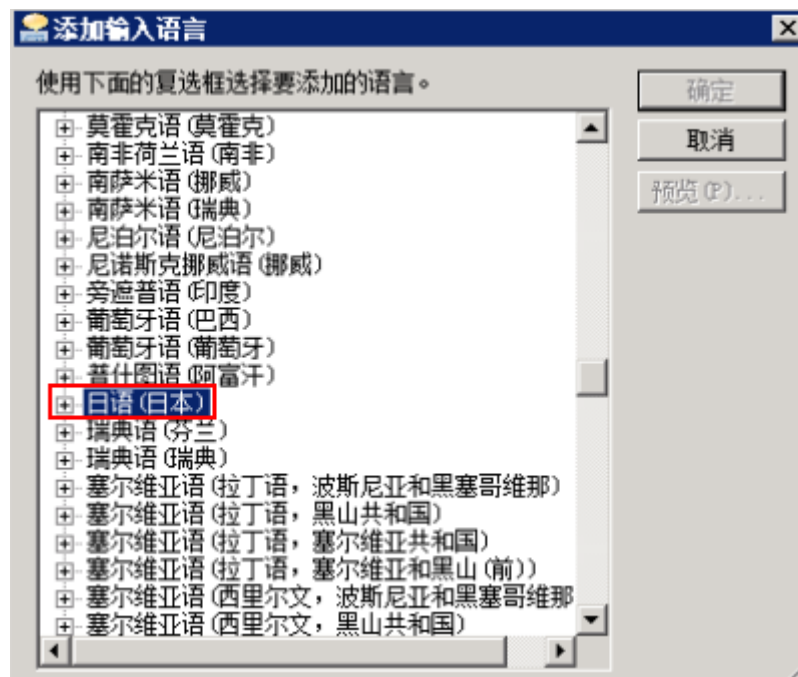 添加输入语言
使用下面的复选框选择要添加的语言。
确定
取消
预览(P)...
莫霍克语(莫霍克)
南非荷兰语(南非)
南萨米语(挪威)
南萨米语(瑞典)
尼泊尔语(尼泊尔)
尼诺斯克挪威语(挪威)
旁遮普语(印度)
葡萄牙语(巴西)
葡萄牙语(葡萄牙)
普什图语(阿富汗)
日语(日本)
瑞典语(芬兰)
瑞典语(瑞典)
塞尔维亚语(拉丁语，波斯尼亚和黑塞哥维那)
塞尔维亚语(拉丁语，黑山共和国)
塞尔维亚语(拉丁语，塞尔维亚共和国)
塞尔维亚语(拉丁语，塞尔维亚和黑山(前))
塞尔维亚语(西里尔文，波斯尼亚和黑塞哥维那
塞尔维亚语(西里尔文，黑山共和国)